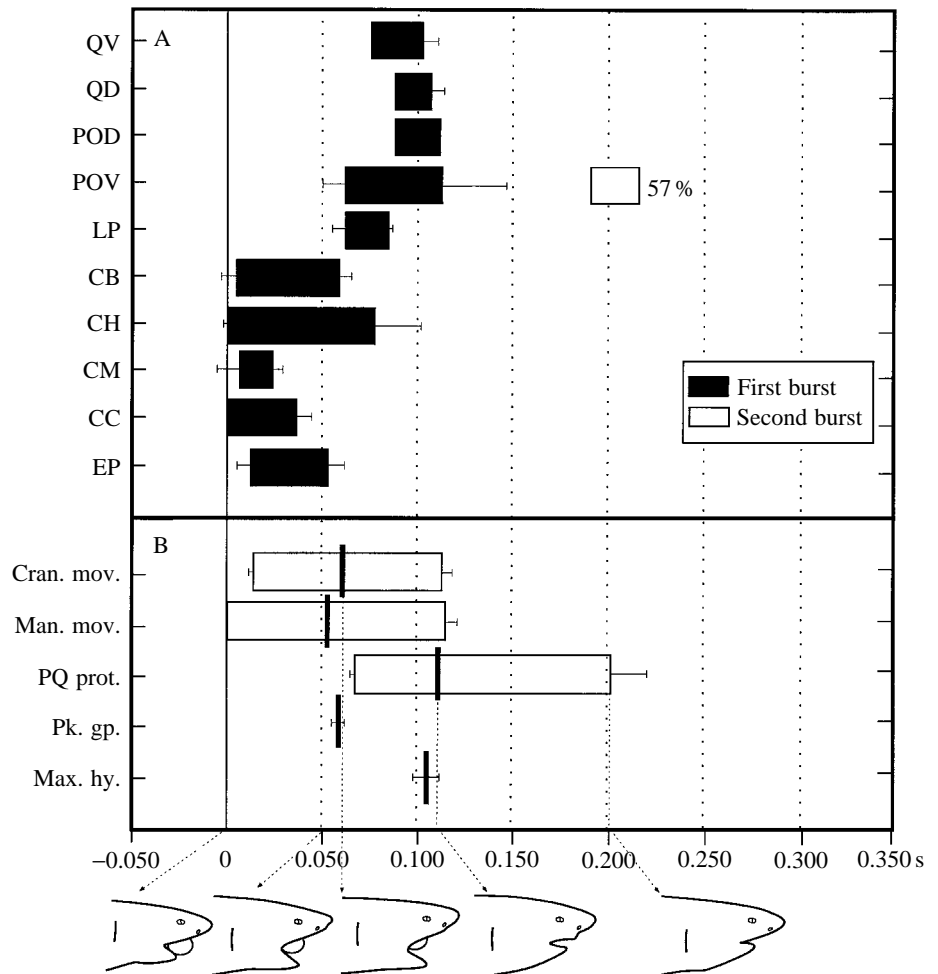 A
QV
QD
POD
POV
57 %
LP
CB
CH
CM
CC
EP
First burst
Second burst
B
Cran. mov.
Man. mov.
PQ prot.
Pk. gp.
Max. hy.
−0.050 0 0.050 0.100 0.150 0.200 0.250 0.300 0.350 s